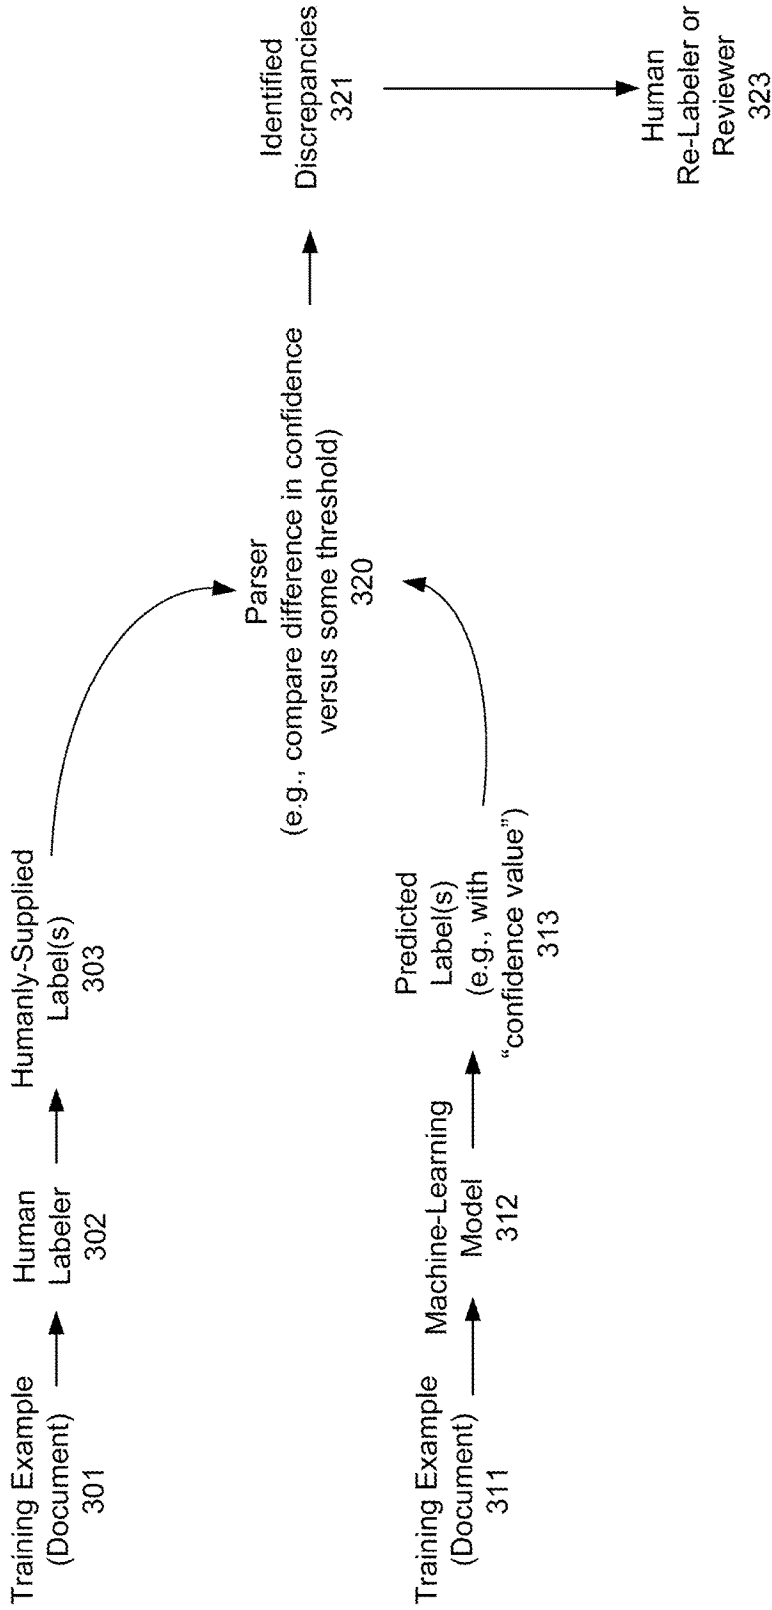 Training Example
(Document)
301
Human
Labeler
302
Humanly-Supplied
Label(s)
303
Training Example
(Document)
311
Machine-Learning
Model
312
Predicted
Label(s)
(e.g., with
“confidence value”)
313
Parser
(e.g., compare difference in confidence
versus some threshold)
320
Identified
Discrepancies
321
Human
Re-Labeler or
Reviewer
323